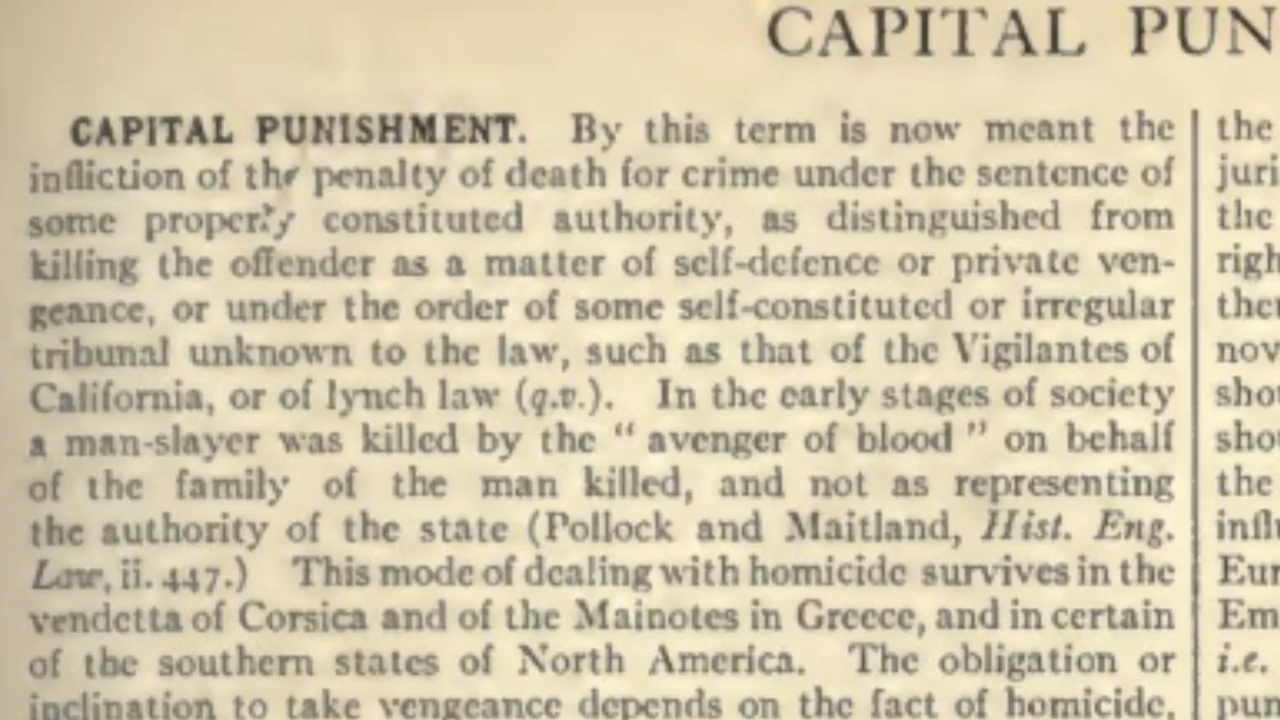 CAPITAL PUN
CAPITAL PUNISHMENT. By this term is now meant the
infliction of the penalty of death for crime under the sentence of
some properly constituted authority, as distinguished from
killing the offender as a matter of self-defence or private ven-
geance, or under the order of some self-constituted or irregular
tribunal unknown to the law, such as that of the Vigilantes of
California, or of lynch law (q.v.). In the early stages of society
a man-slayer was killed by the “ avenger of blood ” on behalf
of the family of the man killed, and not as representing
the authority of the state (Pollock and Maitland, Hist. Eng.
Law, ii. 447.) This mode of dealing with homicide survives in the
vendetta of Corsica and of the Mainotes in Greece, and in certain
of the southern states of North America. The obligation or
inclination to take vengeance depends on the fact of homicide,
the
juri
the
righ
ther
nov
shou
shou
the
infl
Eur
Em
i.e.
pun